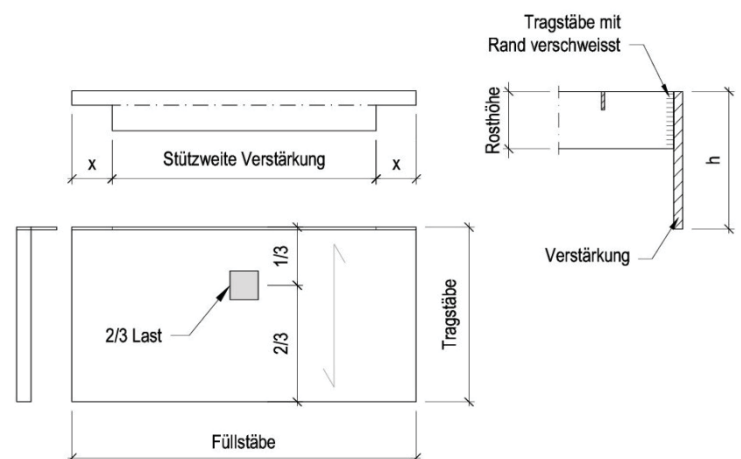 Tragstäbe mit
Rand verschweisst
x
Stützweite Verstärkung
x
Rosthöhe
h
Verstärkung
1/3
2/3
2/3 Last
Tragstäbe
Füllstäbe